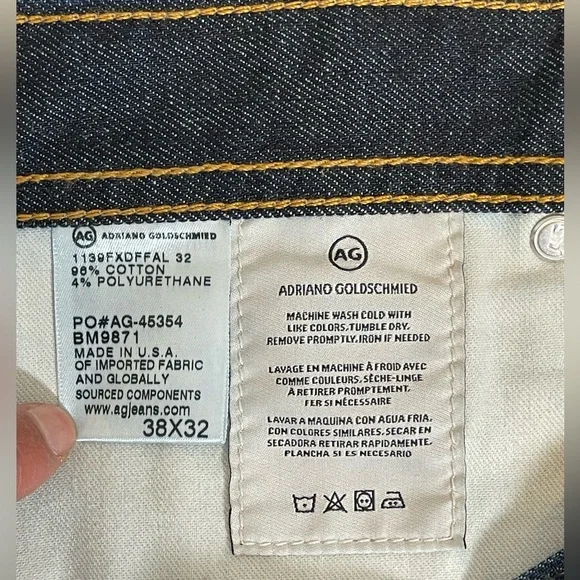 AG ADRIANO GOLDSCHMIED
1139FXDFFAL 32
96% COTTON
4% POLYURETHANE
PO#AG-45354
BM9871
MADE IN U.S.A.
OF IMPORTED FABRIC
AND GLOBALLY
SOURCED COMPONENTS
www.agjeans.com
38X32
AG
ADRIANO GOLDSCHMIED
MACHINE WASH COLD WITH
LIKE COLORS, TUMBLE DRY.
REMOVE PROMPTLY, IRON IF NEEDED
LAVAGE EN MACHINE À FROID AVEC
COMME COULEURS, SÈCHE-LINGE
À RETIRER PROMPTEMENT,
FER SI NÉCESSAIRE
LAVAR A MAQUINA CON AGUA FRIA,
CON COLORES SIMILARES, SECAR EN
SECADORA RETIRAR RAPIDAMENTE,
PLANCHA SI ES NECESARIO